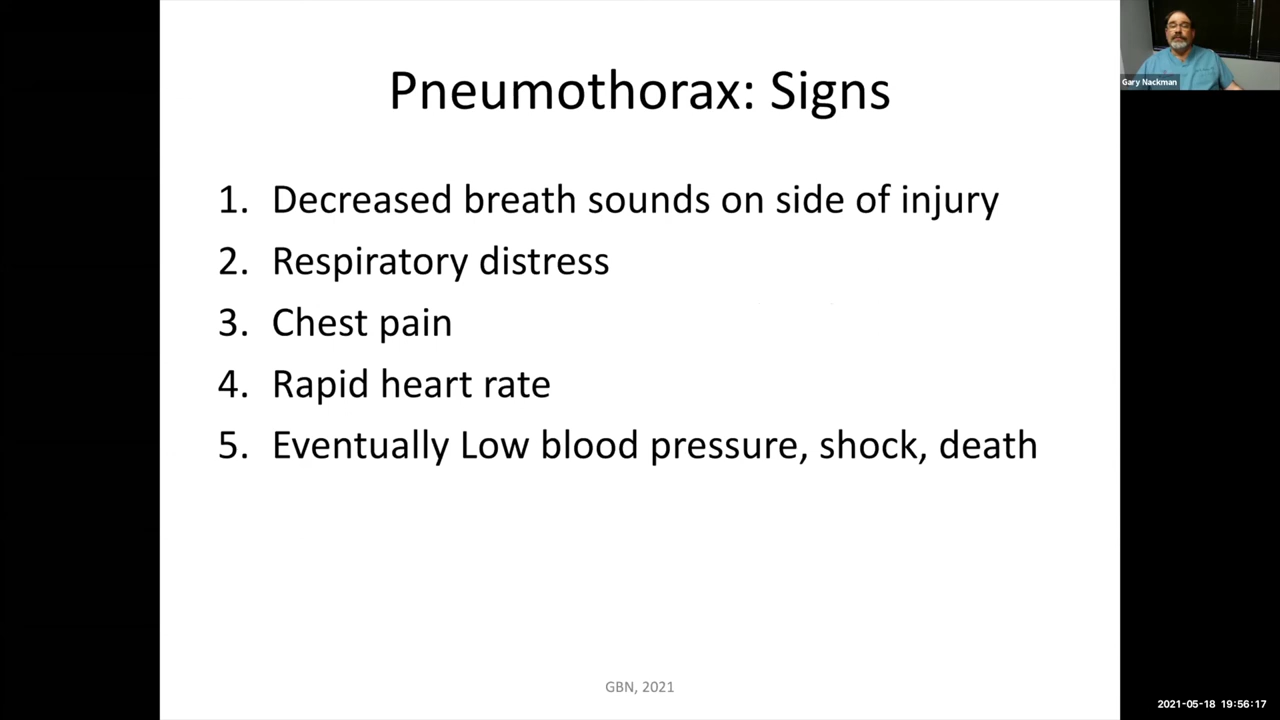 Pneumothorax: Signs
Gary Nackman
1. Decreased breath sounds on side of injury
2. Respiratory distress
3. Chest pain
4. Rapid heart rate
5. Eventually Low blood pressure, shock, death
GBN, 2021
2021-05-18 19:56:17